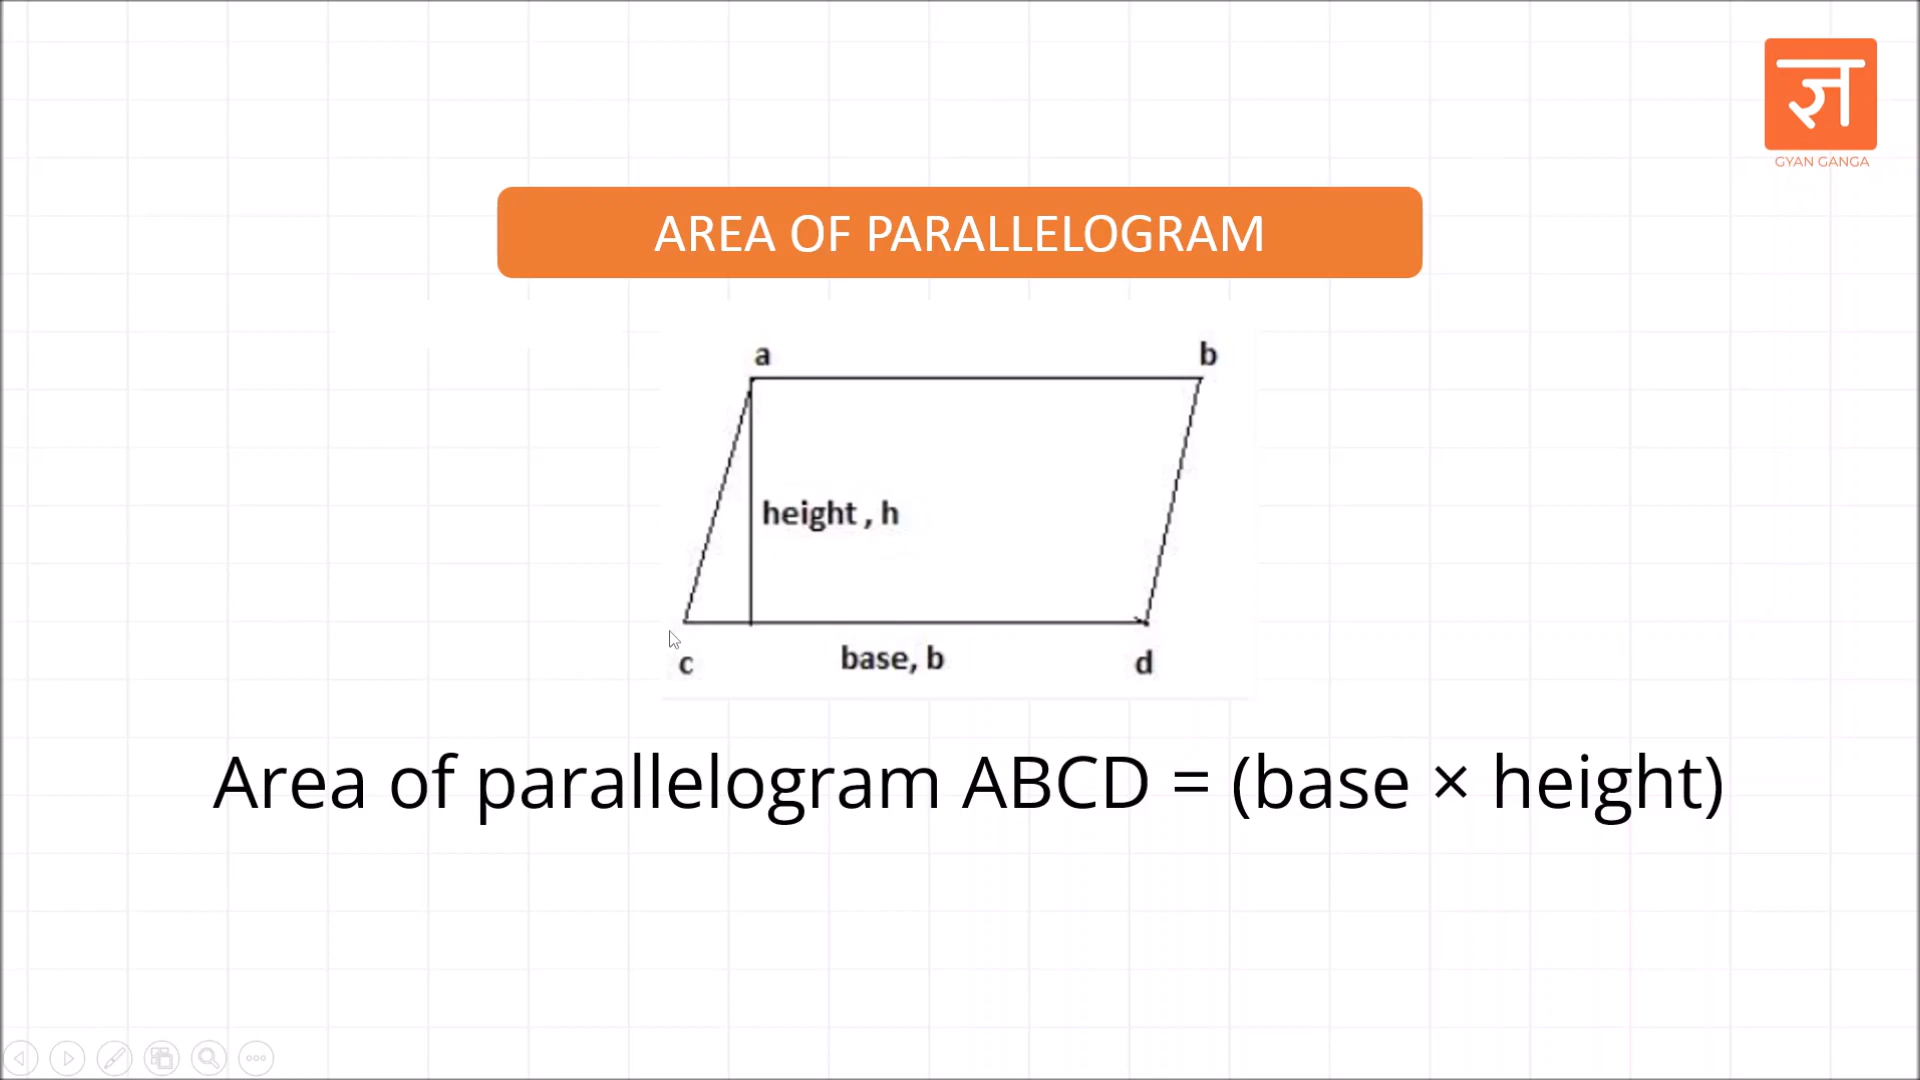 ज्ञ
GYAN GANGA
AREA OF PARALLELOGRAM
a b
height , h
base, b
c d
Area of parallelogram ABCD = (base × height)